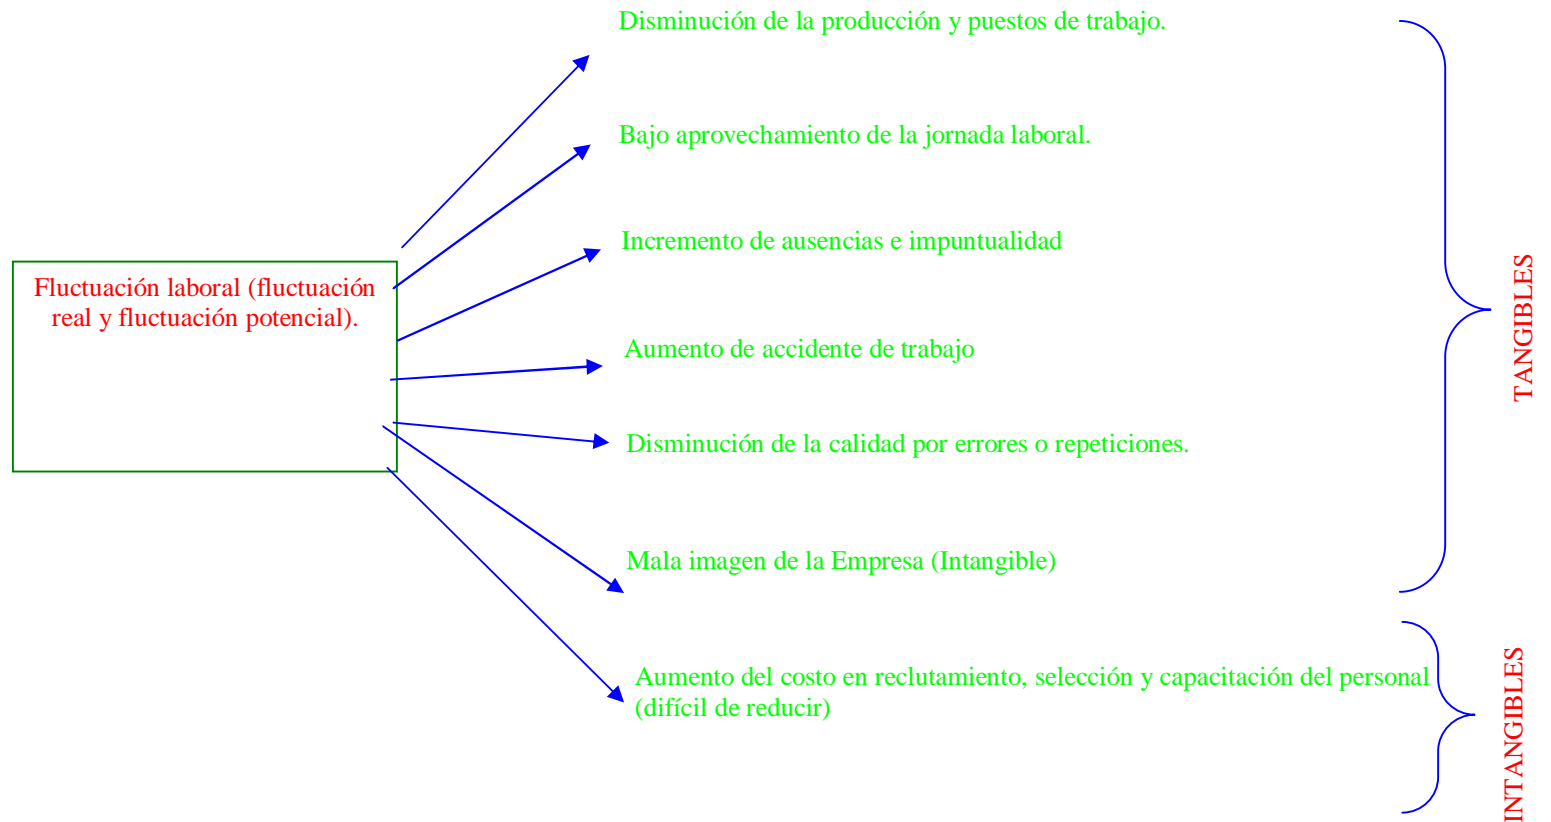 Disminución de la producción y puestos de trabajo.
Bajo aprovechamiento de la jornada laboral.
Incremento de ausencias e impuntualidad
Fluctuación laboral (fluctuación
real y fluctuación potencial).
Aumento de accidente de trabajo
Disminución de la calidad por errores o repeticiones.
Mala imagen de la Empresa (Intangible)
Aumento del costo en reclutamiento, selección y capacitación del personal
(difícil de reducir)
TANGIBLES
INTANGIBLES